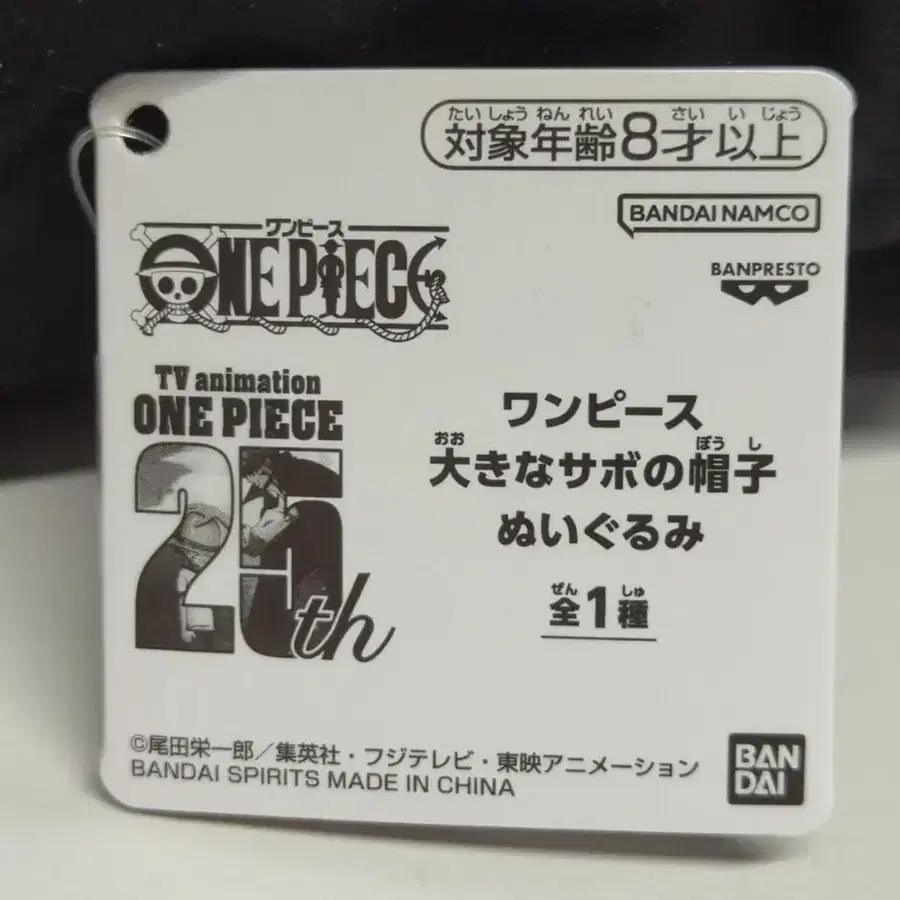 たいしょうねんれい さいいじょう
対象年齢8才以上
BANDAI NAMCO
BANPRESTO
ワンピース
ONE PIECE
TV animation
ONE PIECE
25th
ワンピース
おお ぼうし
大きなサボの帽子
ぬいぐるみ
ぜん しゅ
全1種
©尾田栄一郎／集英社・フジテレビ・東映アニメーション
BANDAI SPIRITS MADE IN CHINA
BAN
DAI